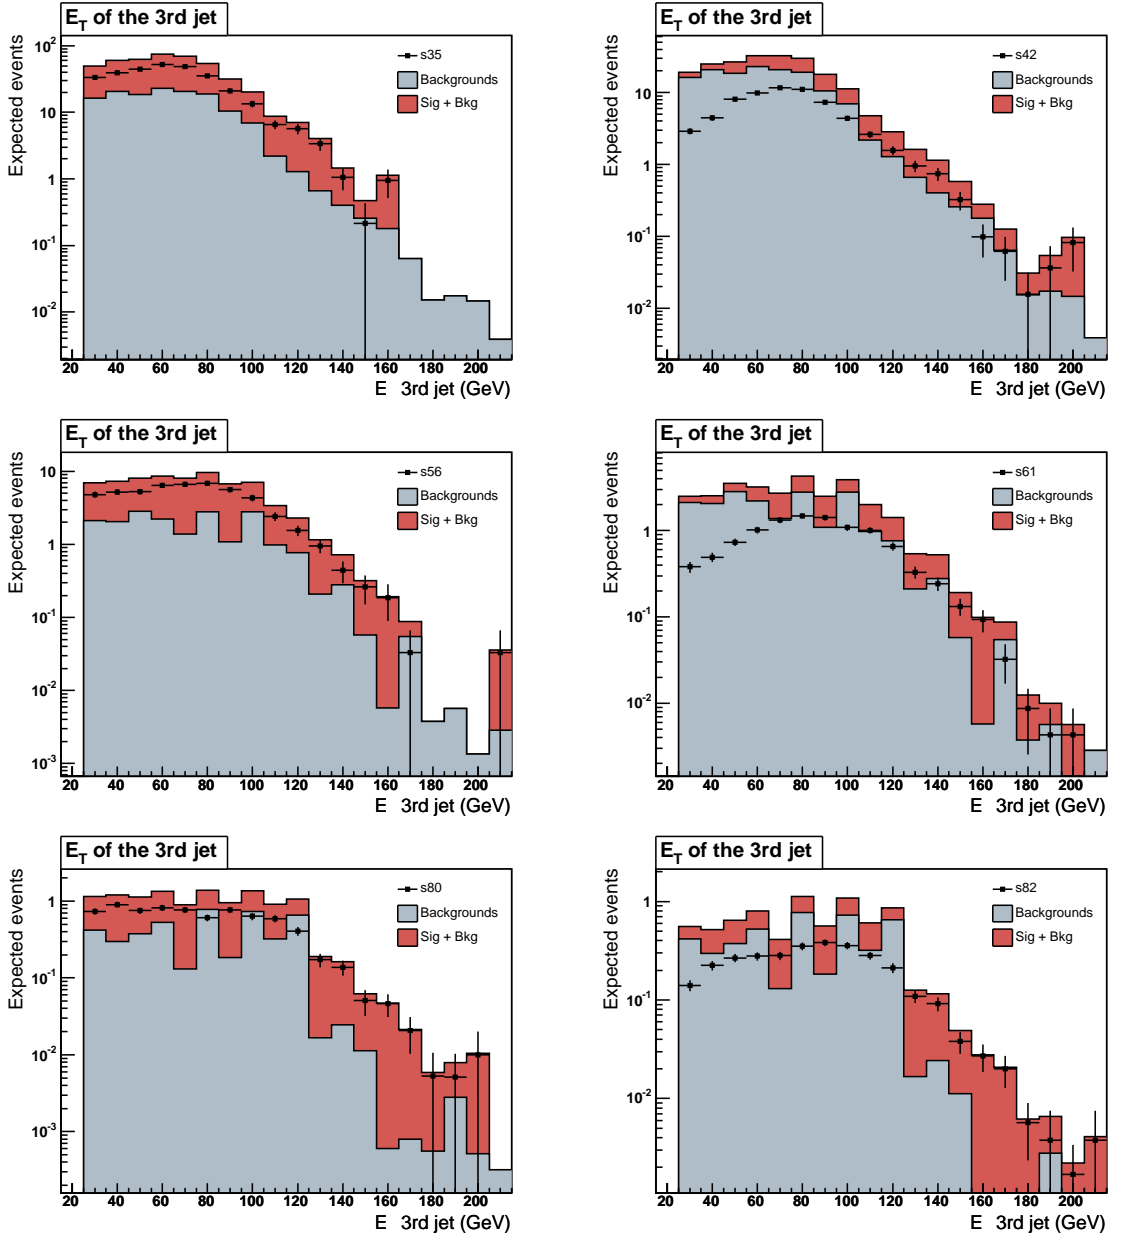 E_T of the 3rd jet
Expected events
10^2
10
1
10^-1
10^-2
s35
Backgrounds
Sig + Bkg
20 40 60 80 100 120 140 160 180 200
E 3rd jet (GeV)
E_T of the 3rd jet
Expected events
10
1
10^-1
10^-2
s42
Backgrounds
Sig + Bkg
20 40 60 80 100 120 140 160 180 200
E 3rd jet (GeV)
E_T of the 3rd jet
Expected events
10
1
10^-1
10^-2
10^-3
s56
Backgrounds
Sig + Bkg
20 40 60 80 100 120 140 160 180 200
E 3rd jet (GeV)
E_T of the 3rd jet
Expected events
1
10^-1
10^-2
s61
Backgrounds
Sig + Bkg
20 40 60 80 100 120 140 160 180 200
E 3rd jet (GeV)
E_T of the 3rd jet
Expected events
1
10^-1
10^-2
10^-3
s80
Backgrounds
Sig + Bkg
20 40 60 80 100 120 140 160 180 200
E 3rd jet (GeV)
E_T of the 3rd jet
Expected events
1
10^-1
10^-2
s82
Backgrounds
Sig + Bkg
20 40 60 80 100 120 140 160 180 200
E 3rd jet (GeV)